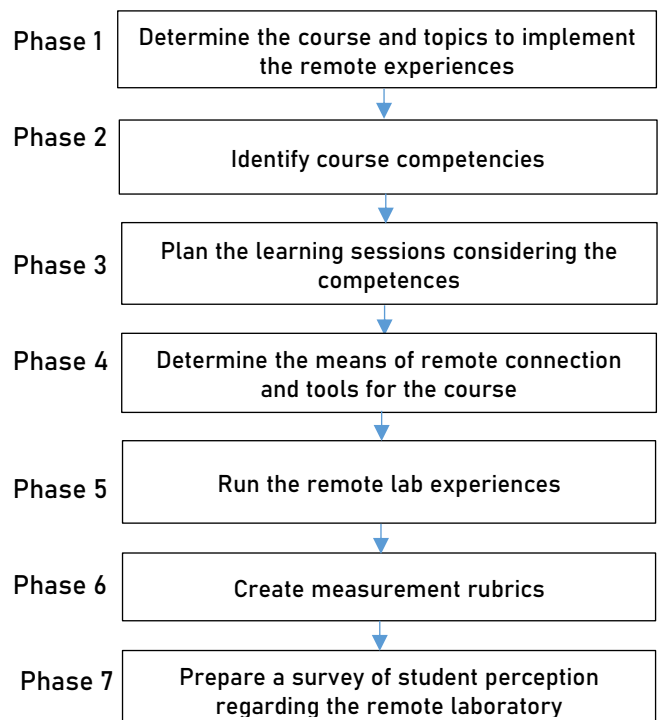 Phase 1
Determine the course and topics to implement
the remote experiences
Phase 2
Identify course competencies
Phase 3
Plan the learning sessions considering the
competences
Phase 4
Determine the means of remote connection
and tools for the course
Phase 5
Run the remote lab experiences
Phase 6
Create measurement rubrics
Phase 7
Prepare a survey of student perception
regarding the remote laboratory